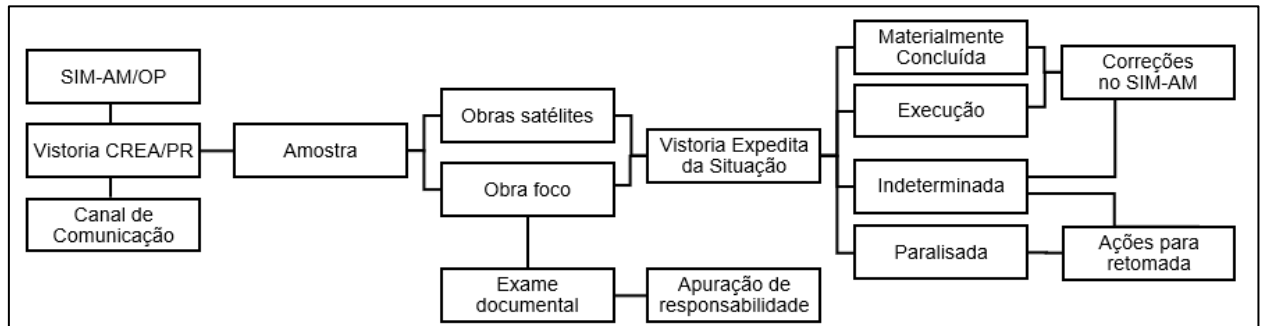 SIM-AM/OP
Vistoria CREA/PR
Canal de
Comunicação
Amostra
Obras satélites
Obra foco
Exame
documental
Apuração de
responsabilidade
Vistoria Expedita
da Situação
Materialmente
Concluída
Execução
Indeterminada
Paralisada
Correções
no SIM-AM
Ações para
retomada